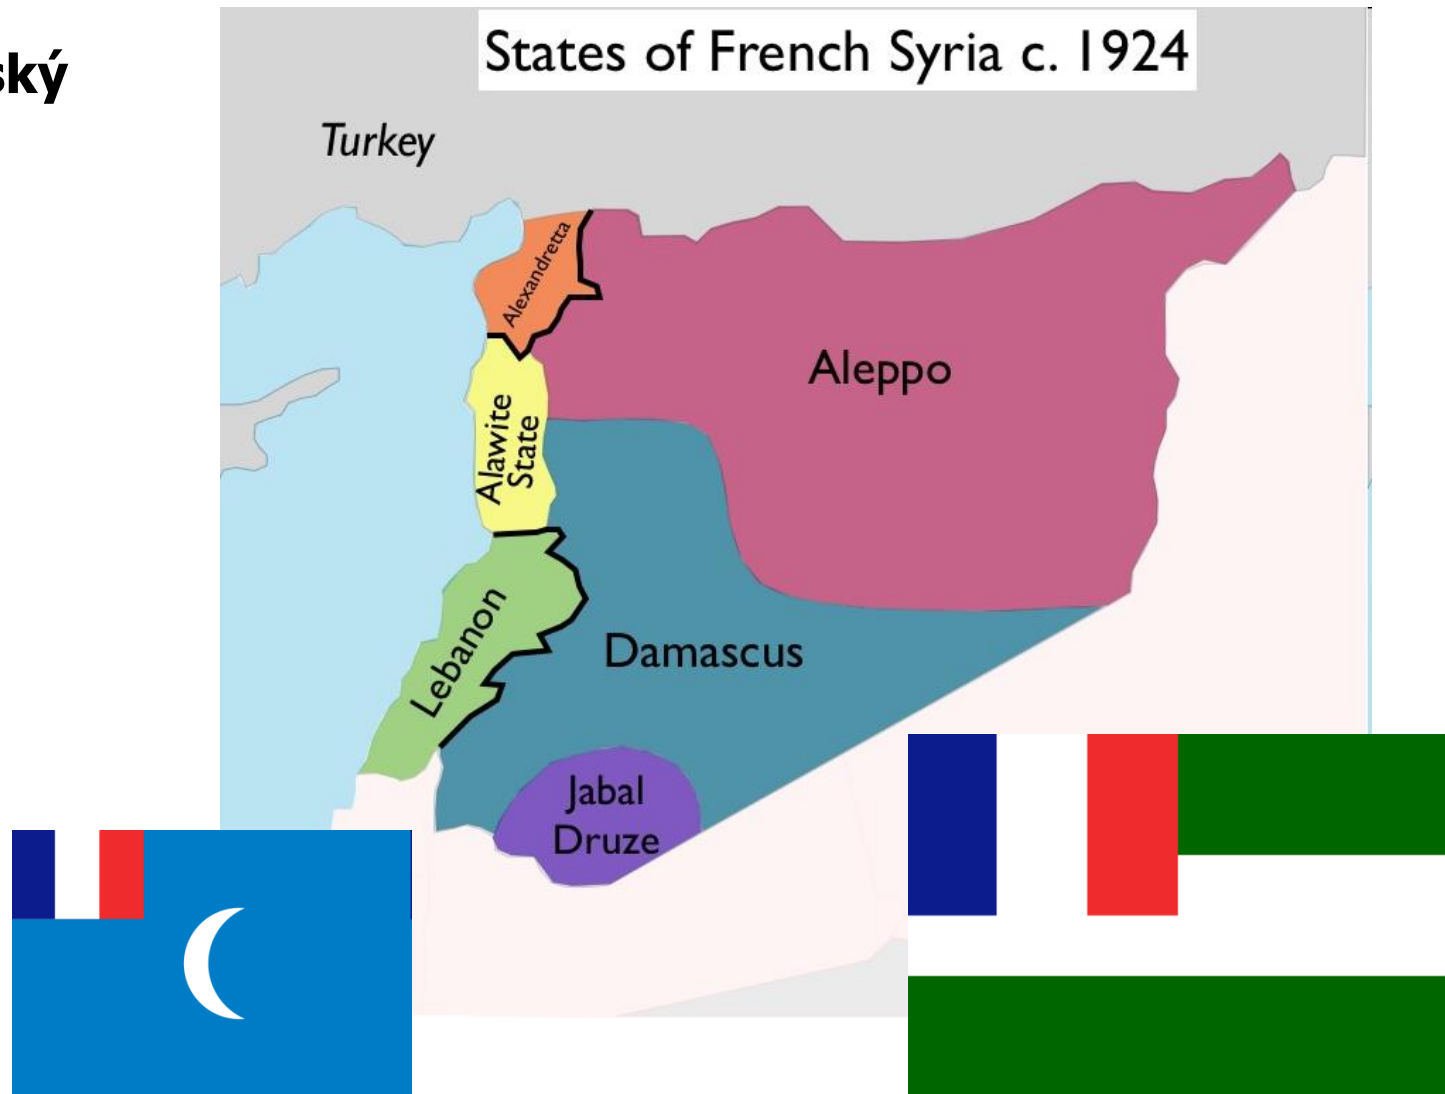 ský
States of French Syria c. 1924
Turkey
Alexandretta
Aleppo
Alawite
State
Lebanon
Damascus
Jabal
Druze